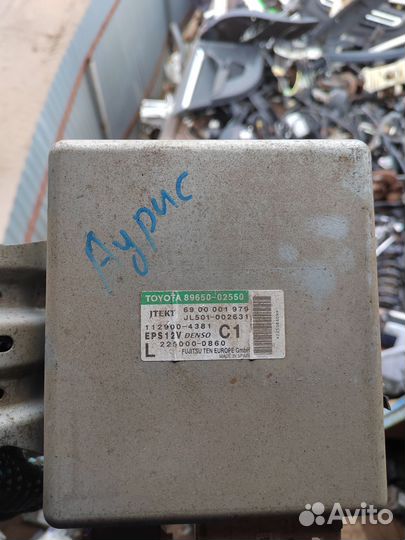 Аурис
TOYOTA 89650-02550
JTEKT 69 00 001 979
JL501-002631
112900-4381 C1
EPS12V DENSO
L 225000-0860
FUJITSU TEN EUROPE GmbH
MADE IN SPAIN
Avito